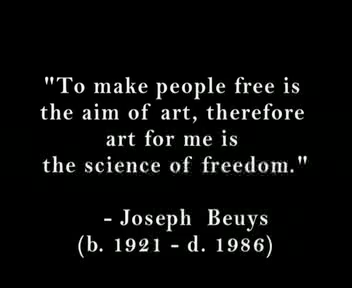 "To make people free is
the aim of art, therefore
art for me is
the science of freedom."
- Joseph Beuys
(b. 1921 - d. 1986)